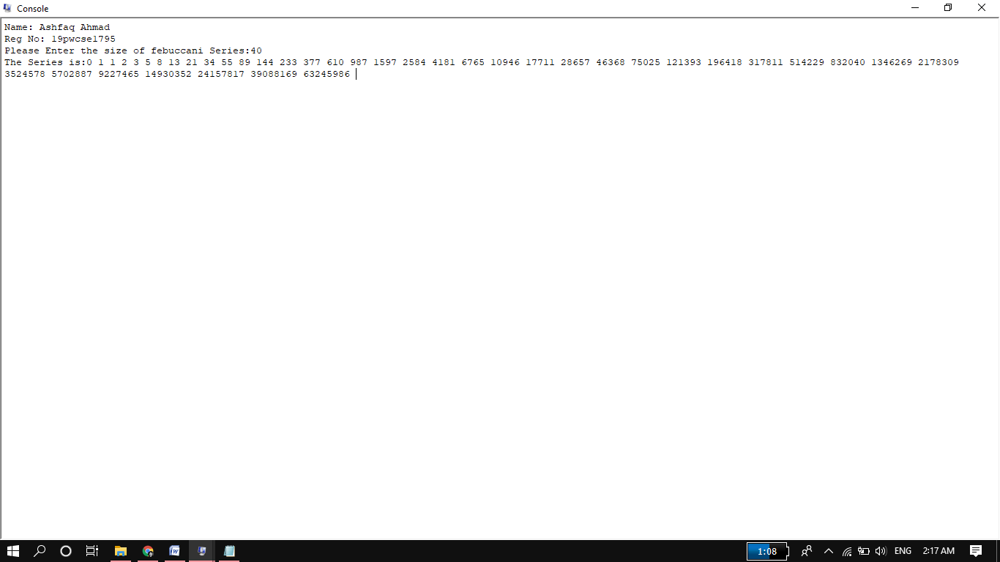 Console
Name: Ashfaq Ahmad
Reg No: 19pwcse1795
Please Enter the size of febuccani Series:40
The Series is:0 1 1 2 3 5 8 13 21 34 55 89 144 233 377 610 987 1597 2584 4181 6765 10946 17711 28657 46368 75025 121393 196418 317811 514229 832040 1346269 2178309
3524578 5702887 9227465 14930352 24157817 39088169 63245986
1:08 ENG 2:17 AM